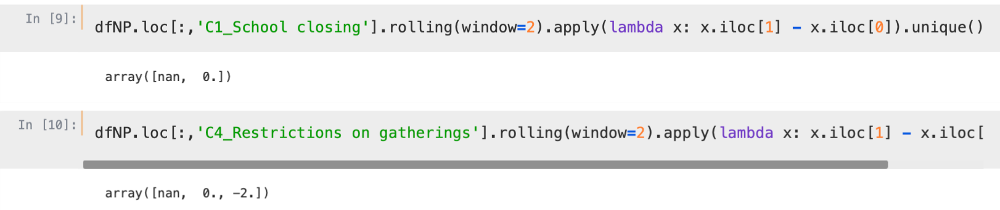 In [9]: dfNP.loc[:,'C1_School closing'].rolling(window=2).apply(lambda x: x.iloc[1] - x.iloc[0]).unique()
array([nan,  0.])
In [10]: dfNP.loc[:,'C4_Restrictions on gatherings'].rolling(window=2).apply(lambda x: x.iloc[1] - x.iloc[
array([nan,  0., -2.])